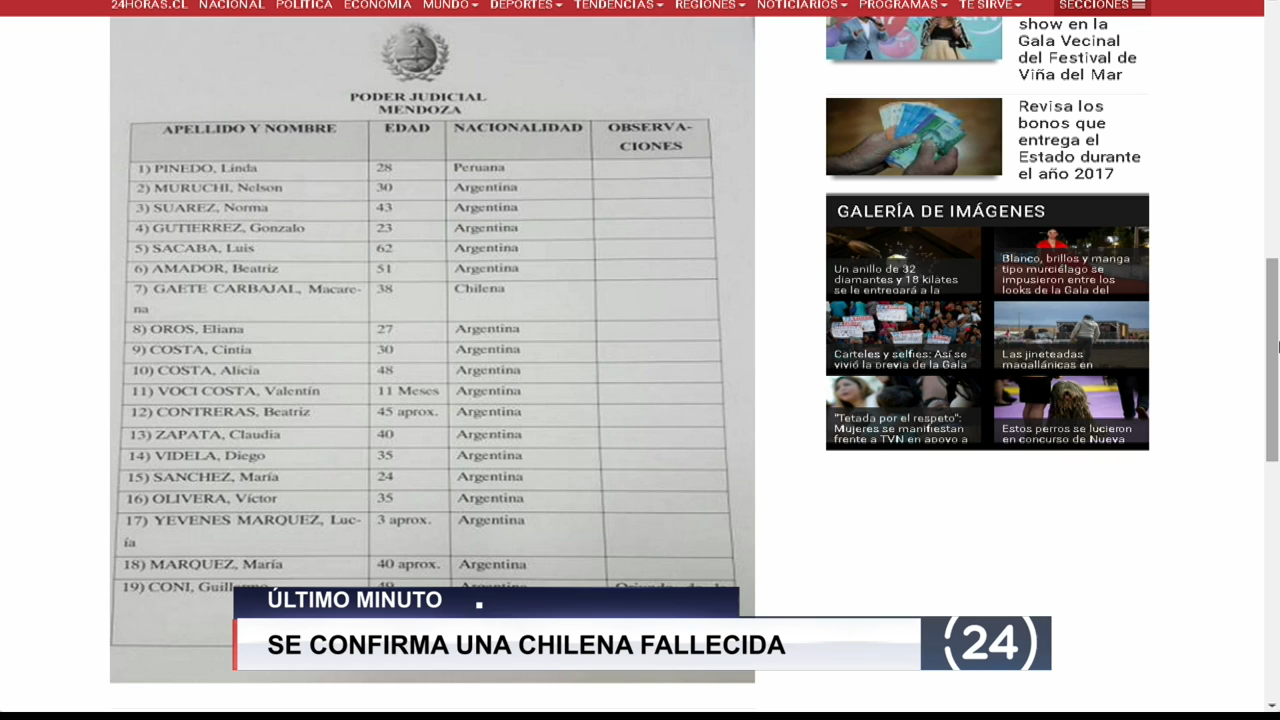 24HORAS.CL NACIONAL POLÍTICA ECONOMÍA MUNDO DEPORTES TENDENCIAS REGIONES NOTICIARIOS PROGRAMAS TE SIRVE SECCIONES
PODER JUDICIAL
MENDOZA
APELLIDO Y NOMBRE EDAD NACIONALIDAD OBSERVA-
CIONES
1) PINEDO, Linda 28 Peruana
2) MURUCHI, Nelson 30 Argentina
3) SUAREZ, Norma 43 Argentina
4) GUTIERREZ, Gonzalo 23 Argentina
5) SACABA, Luis 62 Argentina
6) AMADOR, Beatriz 51 Argentina
7) GAETE CARBAJAL, Macare- 38 Chilena
na
8) OROS, Eliana 27 Argentina
9) COSTA, Cintia 30 Argentina
10) COSTA, Alicia 48 Argentina
11) VOCI COSTA, Valentín 11 Meses Argentina
12) CONTRERAS, Beatriz 45 aprox. Argentina
13) ZAPATA, Claudia 40 Argentina
14) VIDELA, Diego 35 Argentina
15) SANCHEZ, María 24 Argentina
16) OLIVERA, Víctor 35 Argentina
17) YEVENES MARQUEZ, Luc- 3 aprox. Argentina
ía
18) MARQUEZ, María 40 aprox. Argentina
19) CONI,
show en la
Gala Vecinal
del Festival de
Viña del Mar
Revisa los
bonos que
entrega el
Estado durante
el año 2017
GALERÍA DE IMÁGENES
Un anillo de 32
diamantes y 18 kilates
se le entregará a la
Blanco, brillos y manga
tipo murciélago se
impusieron entre los
looks de la Gala del
Carteles y selfies: Así se
vivió la previa de la Gala
Las jineteadas
magallánicas en
"Tetada por el respeto":
Mujeres se manifiestan
frente a TVN en apoyo a
Estos perros se lucieron
en concurso de Nueva
ÚLTIMO MINUTO
SE CONFIRMA UNA CHILENA FALLECIDA
24